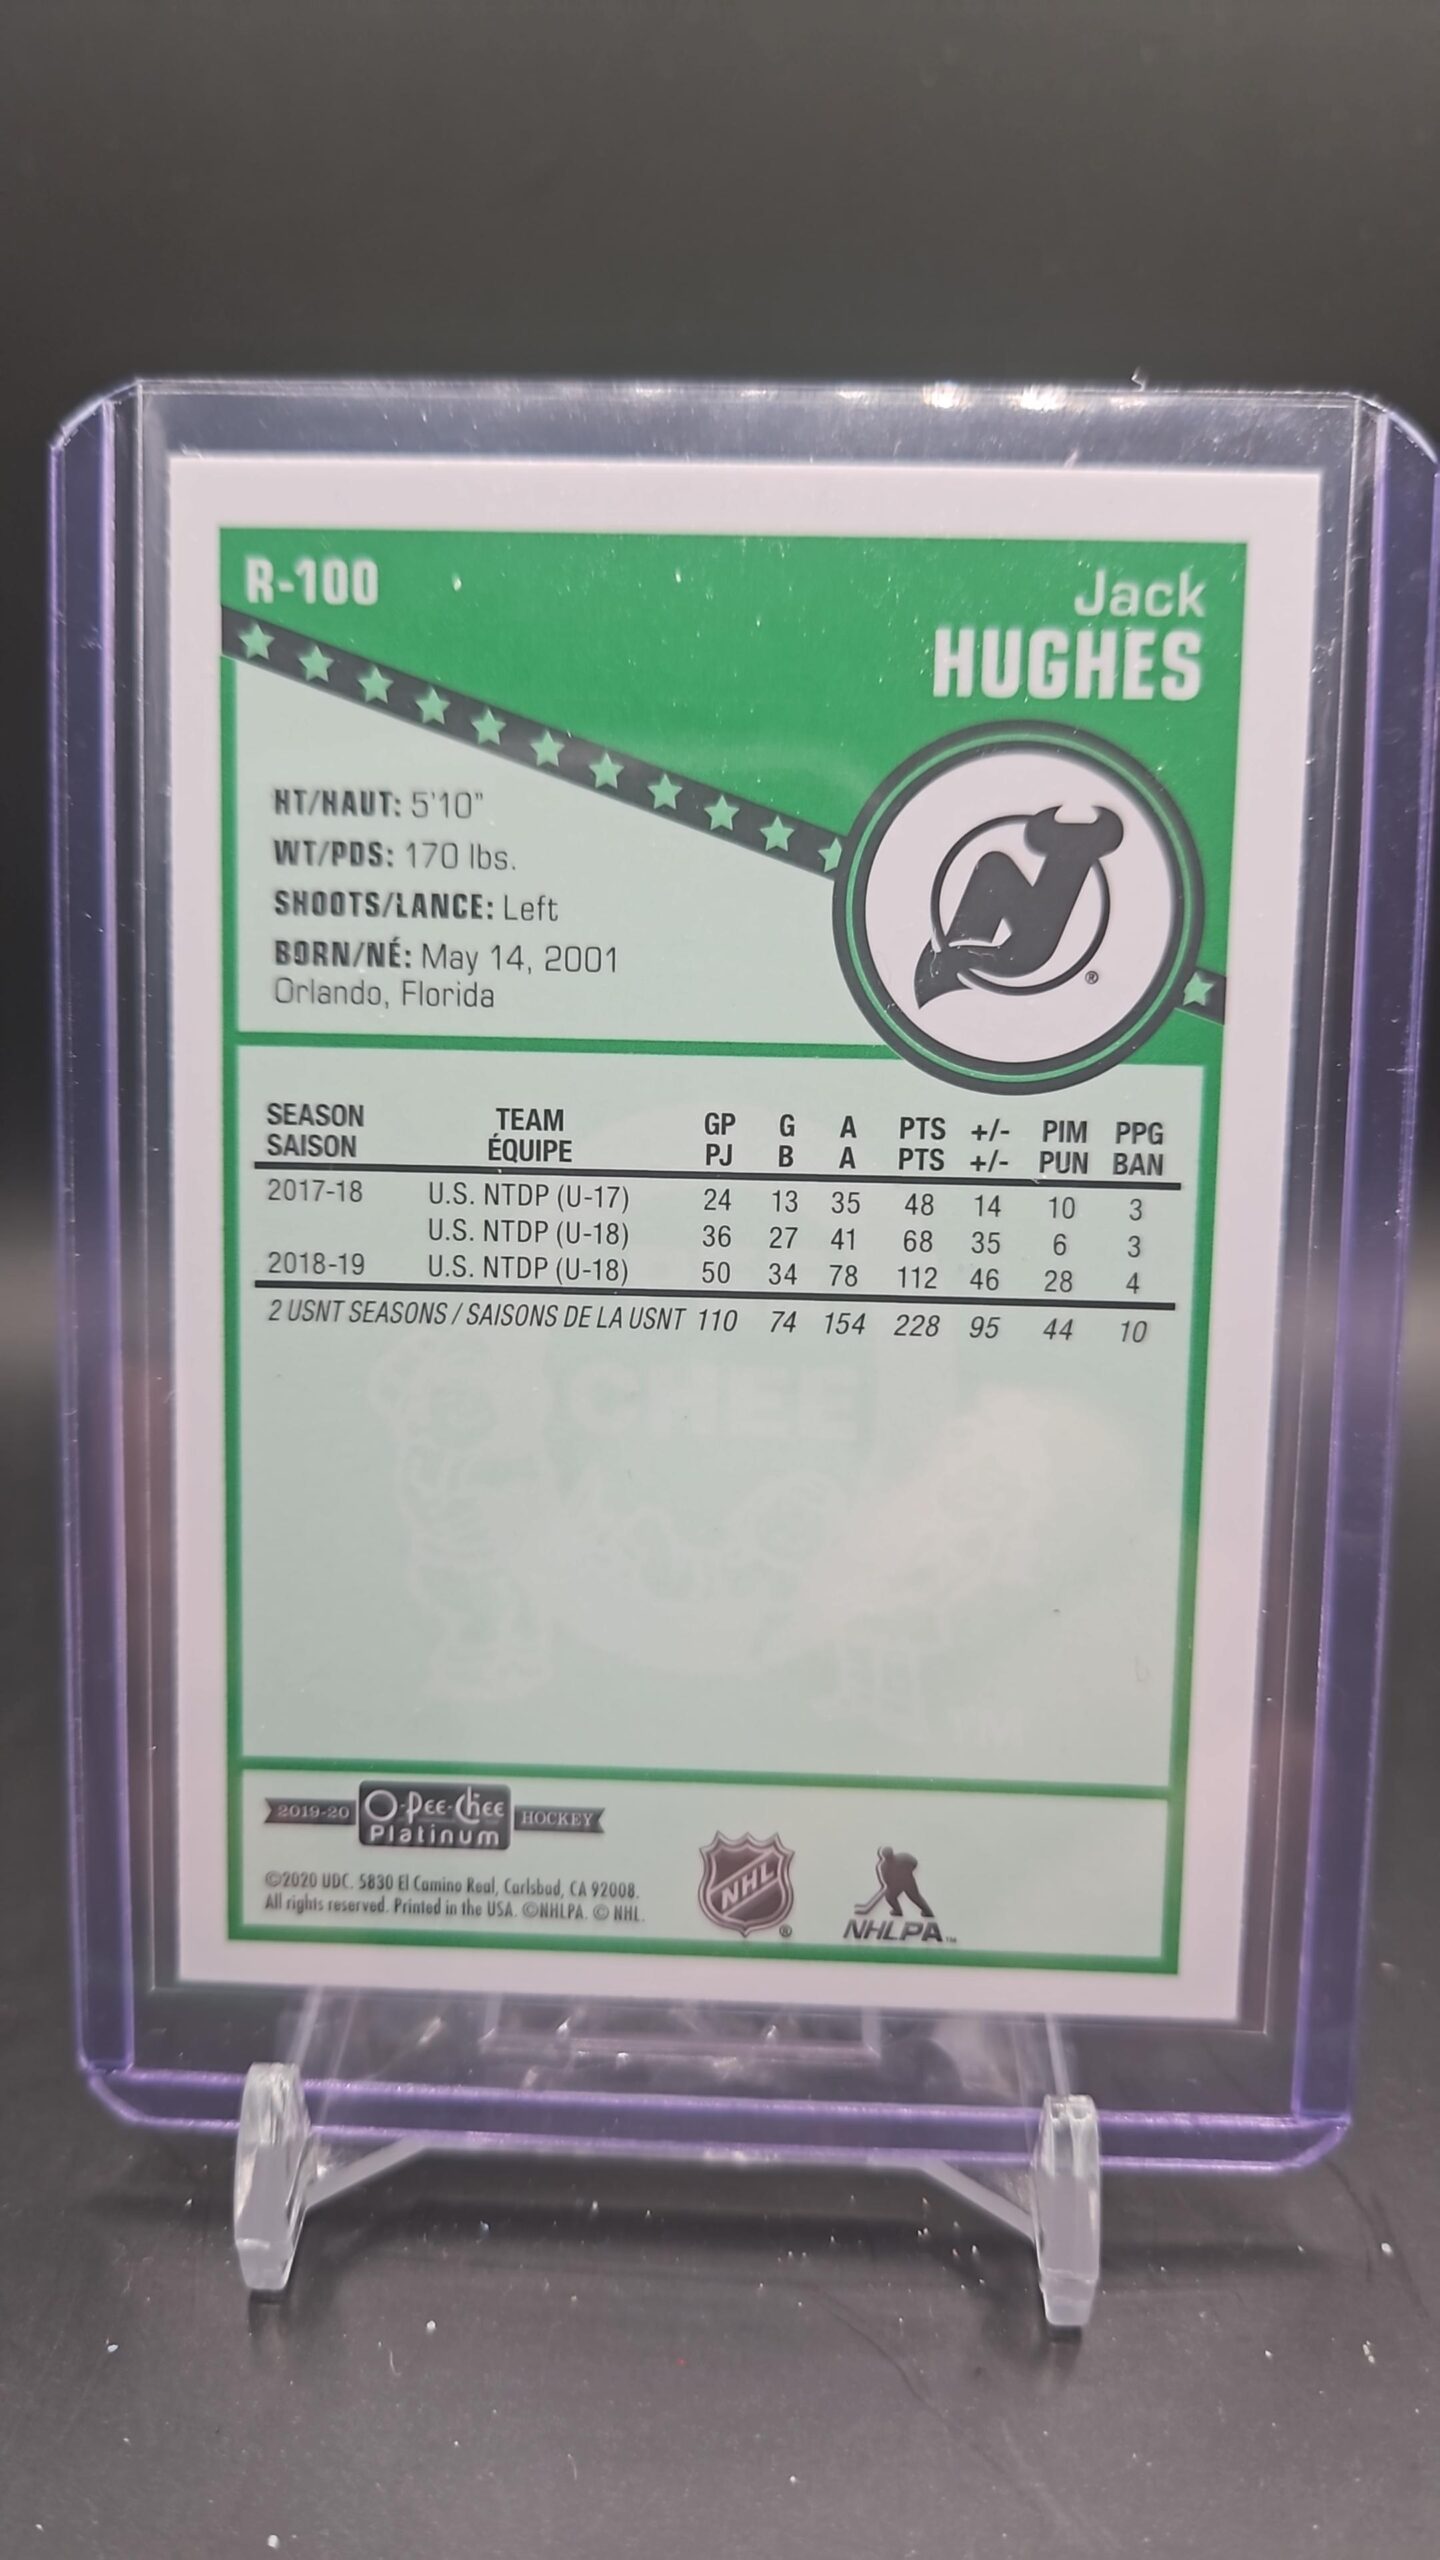 R-100
Jack
HUGHES
HT/HAUT: 5'10"
WT/PDS: 170 lbs.
SHOOTS/LANCE: Left
BORN/NÉ: May 14, 2001
Orlando, Florida
®
SEASON TEAM GP G A PTS +/- PIM PPG
SAISON ÉQUIPE PJ B A PTS +/- PUN BAN
2017-18 U.S. NTDP (U-17) 24 13 35 48 14 10 3
U.S. NTDP (U-18) 36 27 41 68 35 6 3
2018-19 U.S. NTDP (U-18) 50 34 78 112 46 28 4
2 USNT SEASONS / SAISONS DE LA USNT 110 74 154 228 95 44 10
CHEE
2019-20 O-Pee-Chee HOCKEY
Platinum
©2020 UDC. 5830 El Camino Real, Carlsbad, CA 92008.
All rights reserved. Printed in the USA. ©NHLPA. © NHL.
NHL ®
NHLPA™